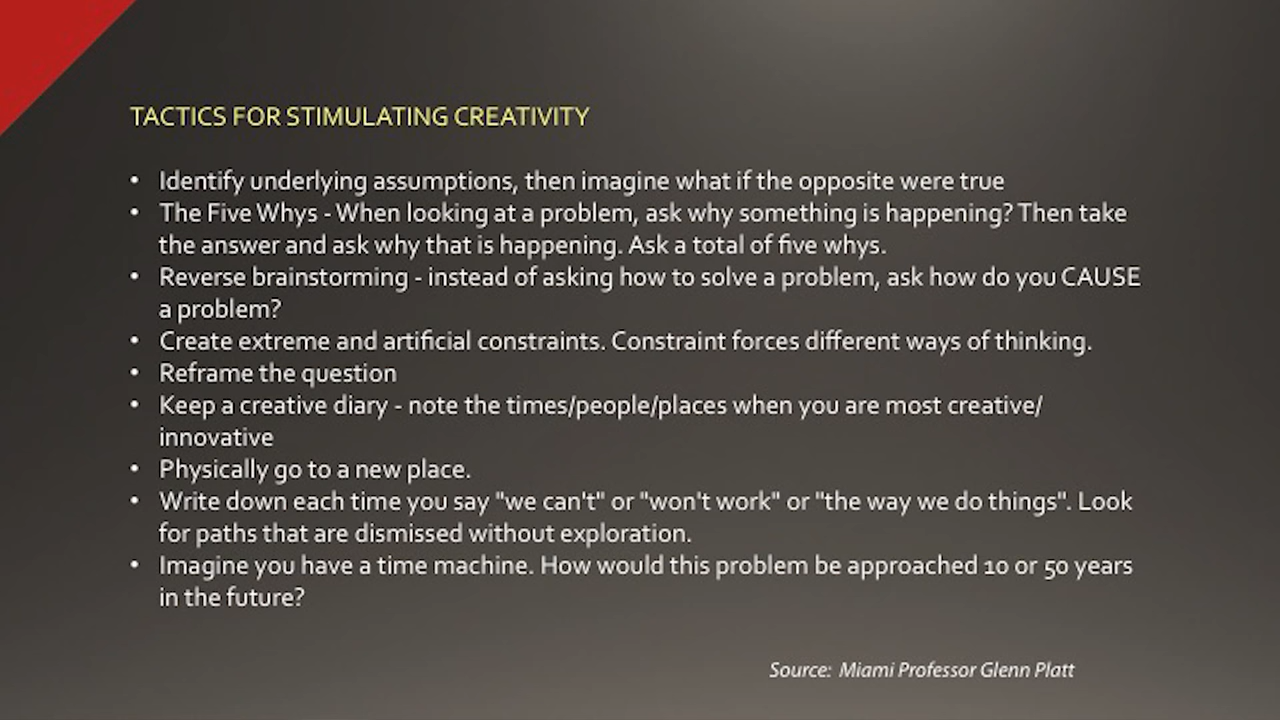 TACTICS FOR STIMULATING CREATIVITY
• Identify underlying assumptions, then imagine what if the opposite were true
• The Five Whys - When looking at a problem, ask why something is happening? Then take
the answer and ask why that is happening. Ask a total of five whys.
• Reverse brainstorming - instead of asking how to solve a problem, ask how do you CAUSE
a problem?
• Create extreme and artificial constraints. Constraint forces different ways of thinking.
• Reframe the question
• Keep a creative diary - note the times/people/places when you are most creative/
innovative
• Physically go to a new place.
• Write down each time you say "we can't" or "won't work" or "the way we do things". Look
for paths that are dismissed without exploration.
• Imagine you have a time machine. How would this problem be approached 10 or 50 years
in the future?
Source: Miami Professor Glenn Platt